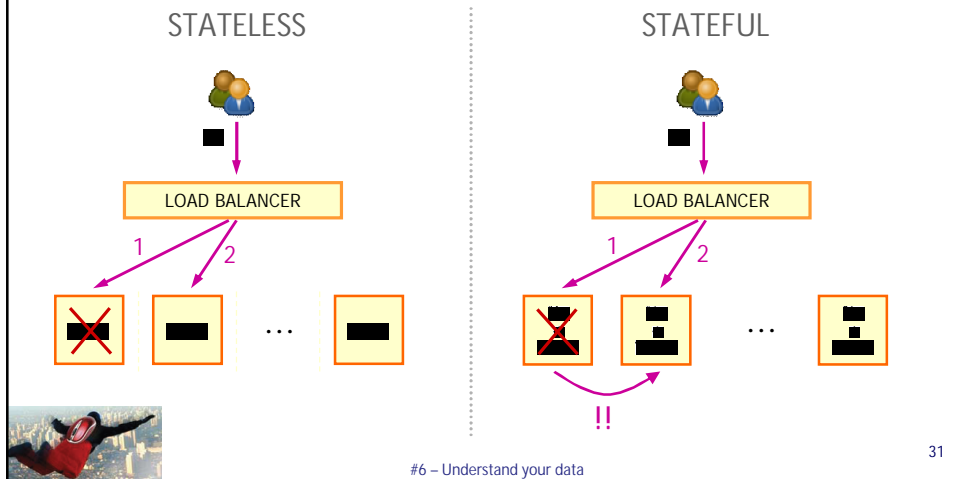 STATELESS
LOAD BALANCER
1
2
...
STATEFUL
LOAD BALANCER
1
2
...
!!
#6 – Understand your data
31